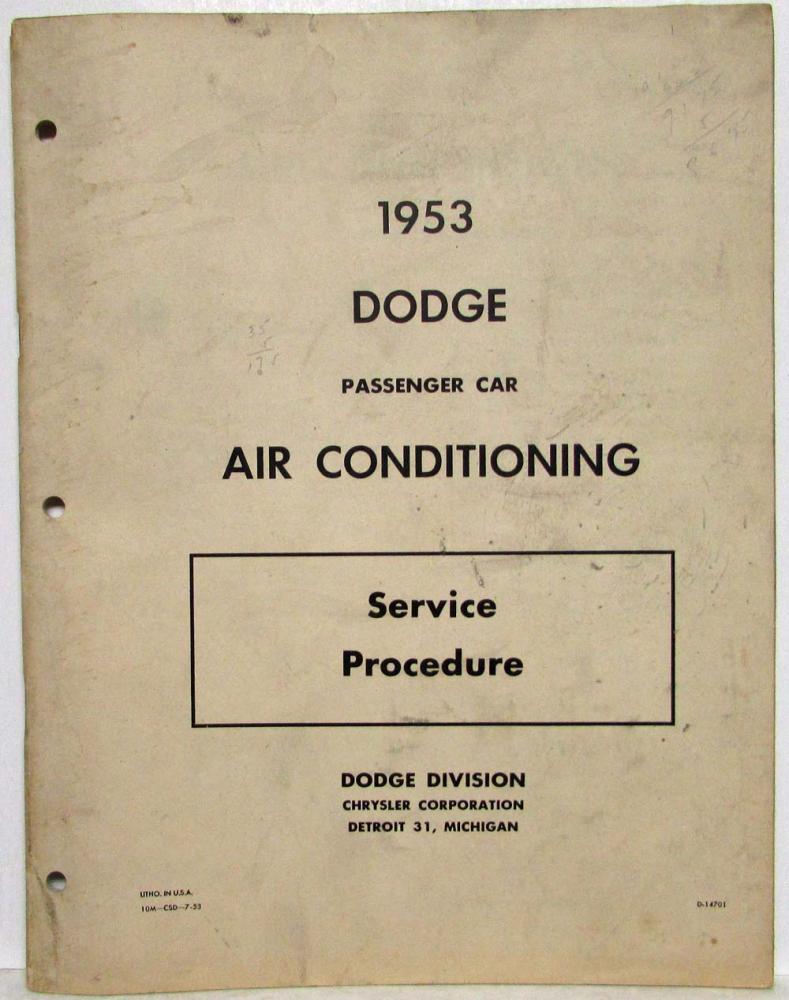 1953
DODGE
PASSENGER CAR
AIR CONDITIONING
Service
Procedure
DODGE DIVISION
CHRYSLER CORPORATION
DETROIT 31, MICHIGAN
LITHO. IN U.S.A.
10M—CSD—7-53
D-14701
35